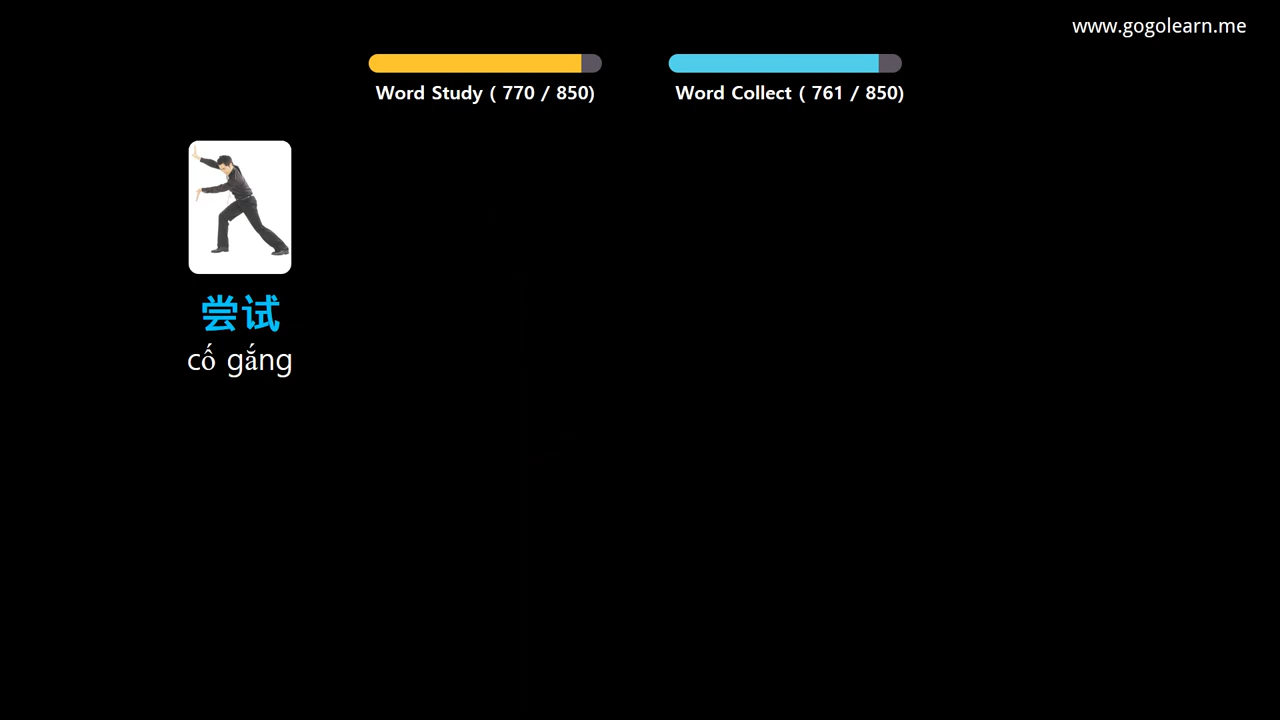 www.gogolearn.me
Word Study ( 770 / 850)
Word Collect ( 761 / 850)
尝试
cố gắng